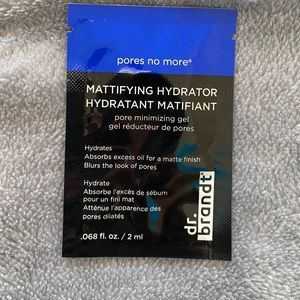 pores no more®
MATTIFYING HYDRATOR
HYDRATANT MATIFIANT
pore minimizing gel
gel réducteur de pores
Hydrates
Absorbs excess oil for a matte finish
Blurs the look of pores
Hydrate
Absorbe l'excès de sébum
pour un fini mat
Atténue l'apparence des
pores dilatés
.068 fl. oz. / 2 ml
dr.
brandt®